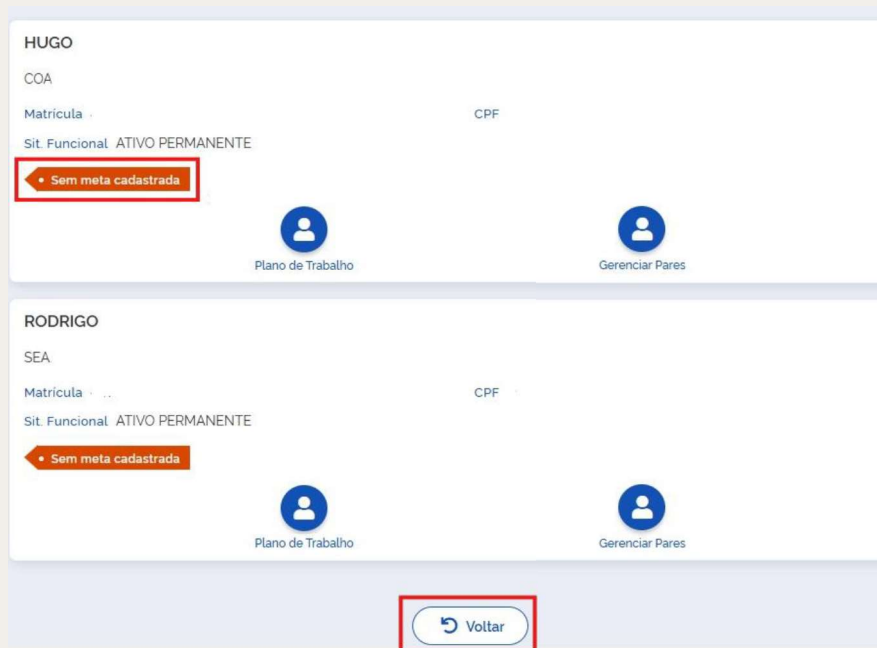 HUGO
COA
Matrícula CPF
Sit. Funcional ATIVO PERMANENTE
• Sem meta cadastrada
Plano de Trabalho Gerenciar Pares
RODRIGO
SEA
Matrícula CPF
Sit. Funcional ATIVO PERMANENTE
• Sem meta cadastrada
Plano de Trabalho Gerenciar Pares
Voltar